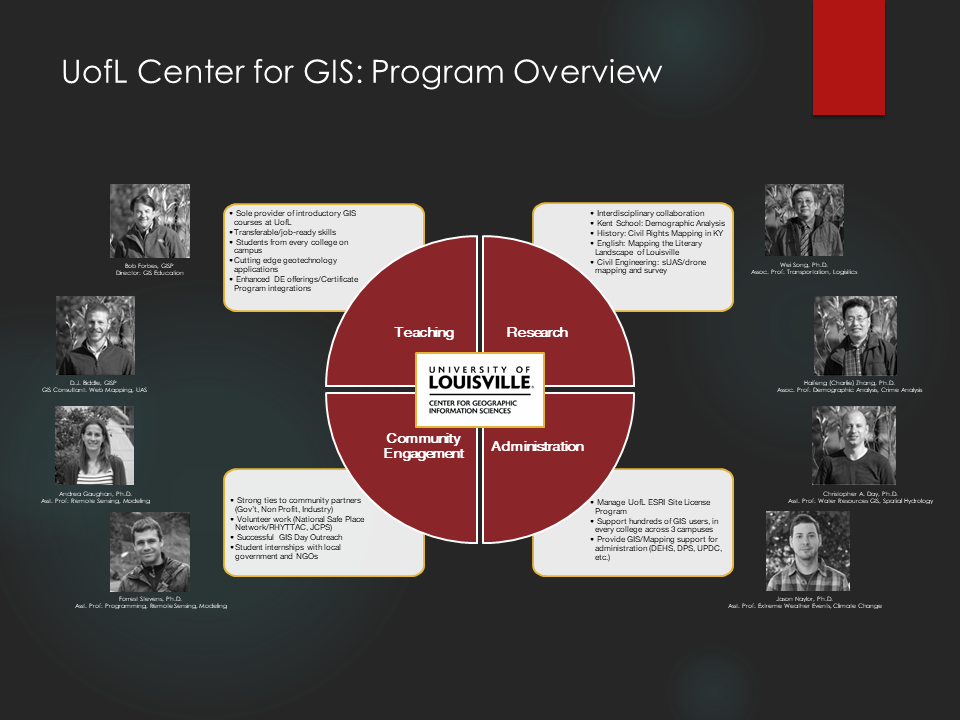 UofL Center for GIS: Program Overview
Bob Forbes, GISP
Director: GIS Education
D.J. Biddle, GISP
GIS Consultant. Web Mapping, UAS
Andrea Gaughan, Ph.D.
Asst. Prof. Remote Sensing, Modeling
Forrest Stevens, Ph.D.
Asst. Prof. Programming, Remote Sensing, Modeling
• Sole provider of introductory GIS
courses at UofL
•Transferable/job-ready skills
• Students from every college on
campus
•Cutting edge geotechnology
applications
• Enhanced DE offerings/Certificate
Program integrations
• Interdisciplinary collaboration
• Kent School: Demographic Analysis
• History: Civil Rights Mapping in KY
• English: Mapping the Literary
Landscape of Louisville
• Civil Engineering: sUAS/drone
mapping and survey
Teaching
Research
UNIVERSITY OF
LOUISVILLE.
CENTER FOR GEOGRAPHIC
INFORMATION SCIENCES
Community
Engagement
Administration
• Strong ties to community partners
(Gov't, Non Profit, Industry)
• Volunteer work (National Safe Place
Network/RHYTTAC, JCPS)
• Successful GIS Day Outreach
•Student internships with local
government and NGOs
• Manage UofL ESRI Site License
Program
• Support hundreds of GIS users, in
every college across 3 campuses
• Provide GIS/Mapping support for
administration (DEHS, DPS, UPDC,
etc.)
Wei Song, Ph.D.
Assoc. Prof. Transportation, Logistics
Haifeng (Charlie) Zhang, Ph.D.
Assoc. Prof. Demographic Analysis, Crime Analysis
Christopher A. Day, Ph.D.
Asst. Prof. Water Resources GIS, Spatial Hydrology
Jason Naylor, Ph.D.
Asst. Prof. Extreme Weather Events, Climate Change